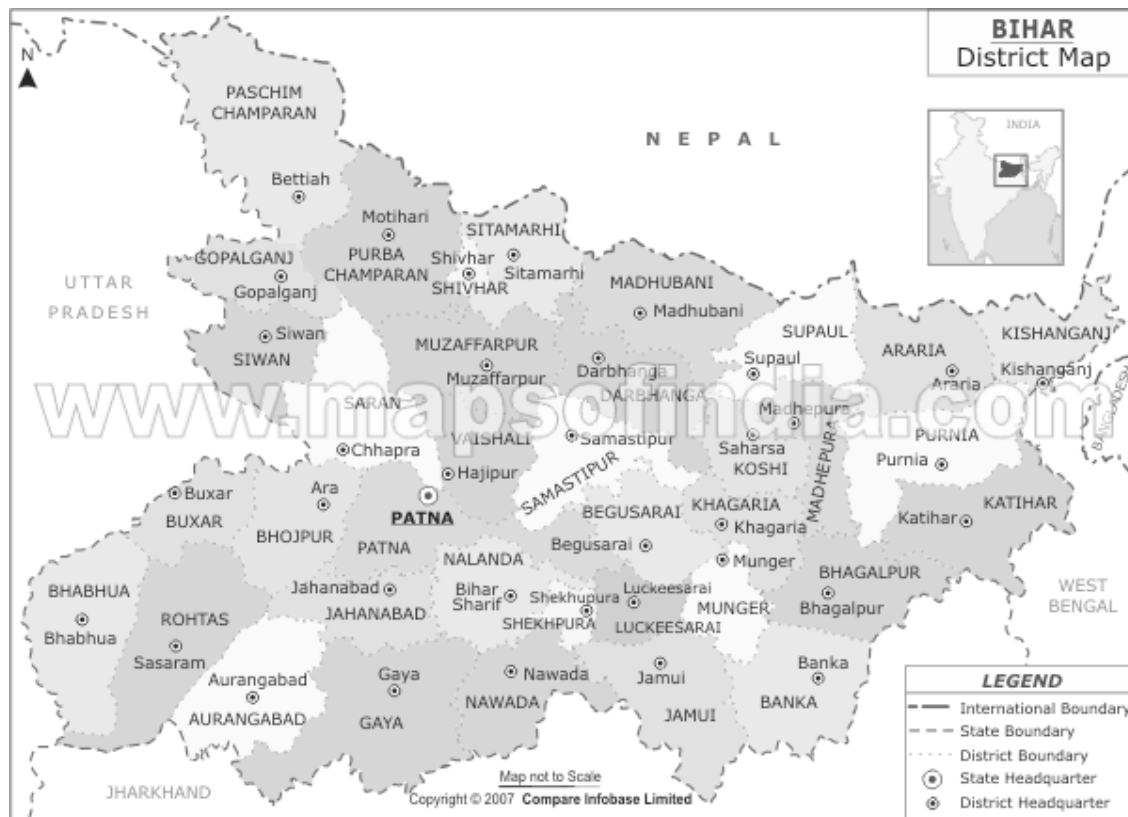 BIHAR
District Map
N
INDIA
NEPAL
PASCHIM
CHAMPARAN
Bettiah
Motihari
PURBA
CHAMPARAN
SITAMARHI
Sitamarhi
Shivhar
SHIVHAR
GOPALGANJ
Gopalganj
UTTAR
PRADESH
MADHUBANI
Madhubani
Siwan
SIWAN
MUZAFFARPUR
Muzaffarpur
SUPAUL
Supaul
ARARIA
Araria
KISHANGANJ
Kishanganj
BANGLADESH
Darbhanga
DARBHANGA
www.mapsofindia.com
SARAN
Chhapra
VAISHALI
Hajipur
Samastipur
SAMASTIPUR
Madhepura
MADHEPURA
Saharsa
KOSHI
PURNIA
Purnia
Buxar
BUXAR
Ara
BHOJPUR
PATNA
PATNA
BEGUSARAI
Begusarai
KHAGARIA
Khagaria
KATIHAR
Katihar
NALANDA
Bihar
Sharif
Jahanabad
JAHANABAD
Shekhupura
SHEKHPURA
Luckeesarai
LUCKEESARAI
Munger
MUNGER
BHAGALPUR
Bhagalpur
WEST
BENGAL
BHABHUA
Bhabhua
ROHTAS
Sasaram
Aurangabad
AURANGABAD
Gaya
GAYA
Nawada
NAWADA
Jamui
JAMUI
Banka
BANKA
JHARKHAND
LEGEND
International Boundary
State Boundary
District Boundary
State Headquarter
District Headquarter
Map not to Scale
Copyright © 2007 Compare Infobase Limited